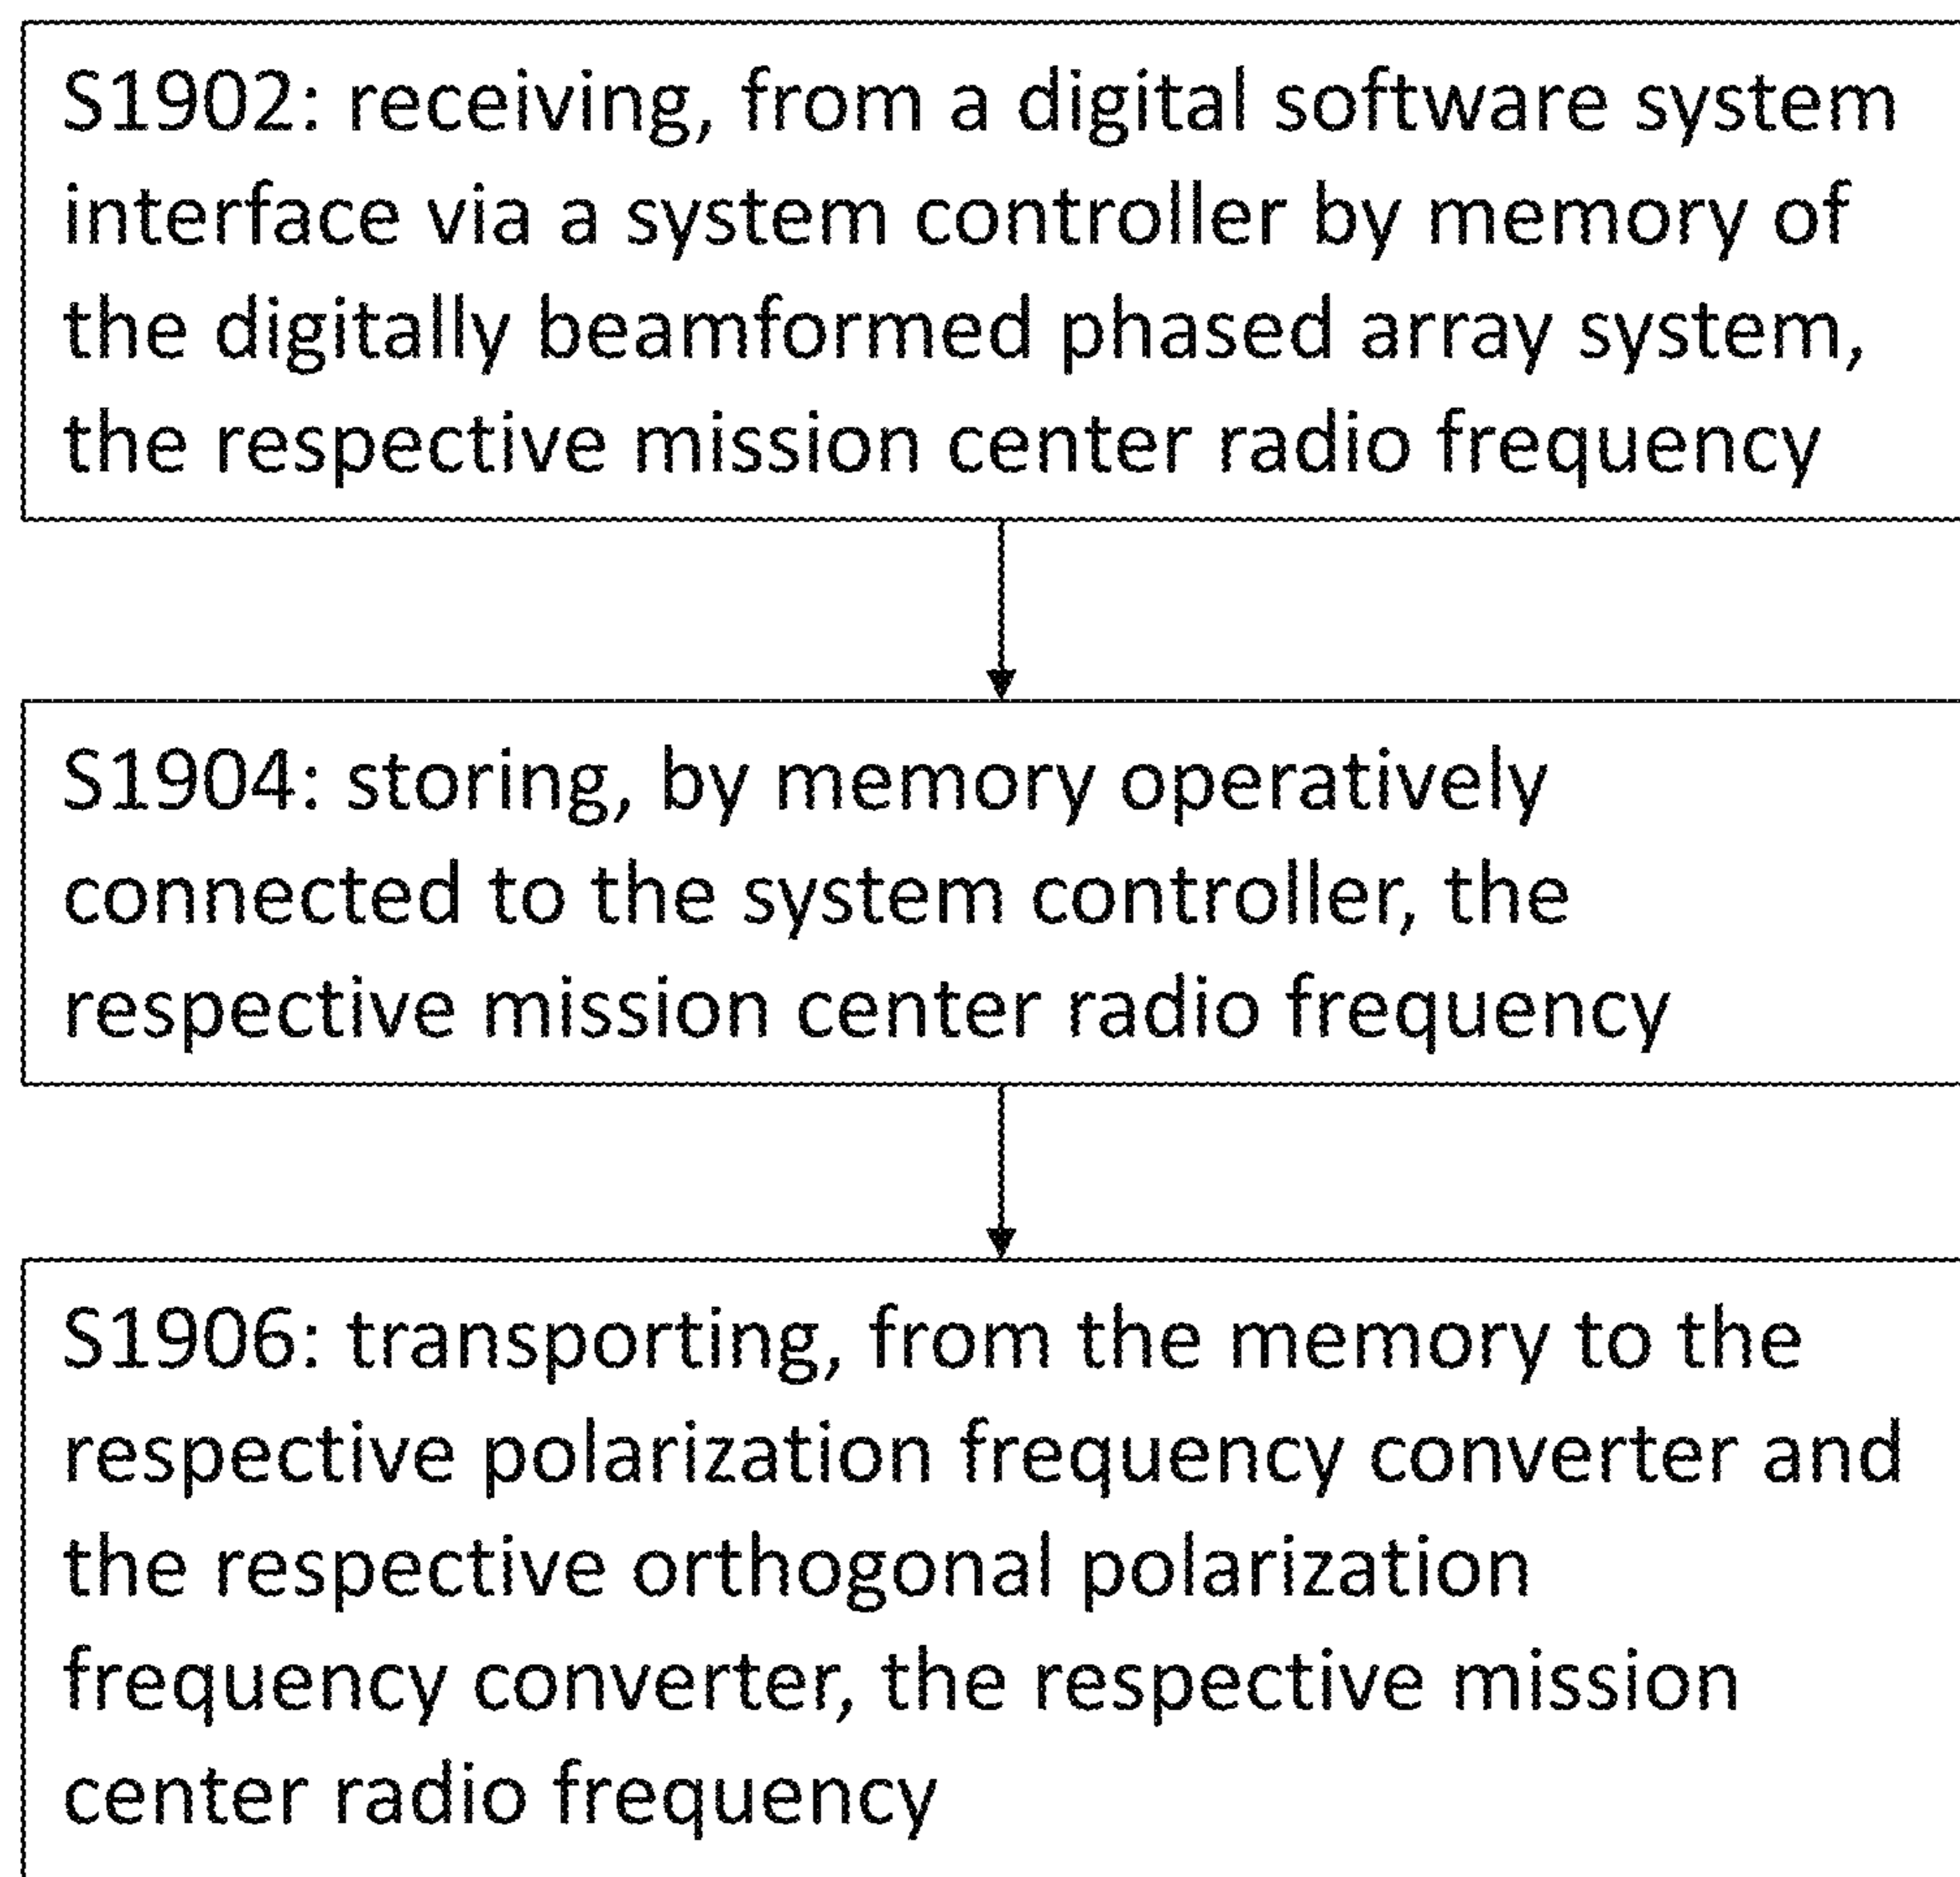 S1902: receiving, from a digital software system
interface via a system controller by memory of
the digitally beamformed phased array system,
the respective mission center radio frequency
S1904: storing, by memory operatively
connected to the system controller, the
respective mission center radio frequency
S1906: transporting, from the memory to the
respective polarization frequency converter and
the respective orthogonal polarization
frequency converter, the respective mission
center radio frequency